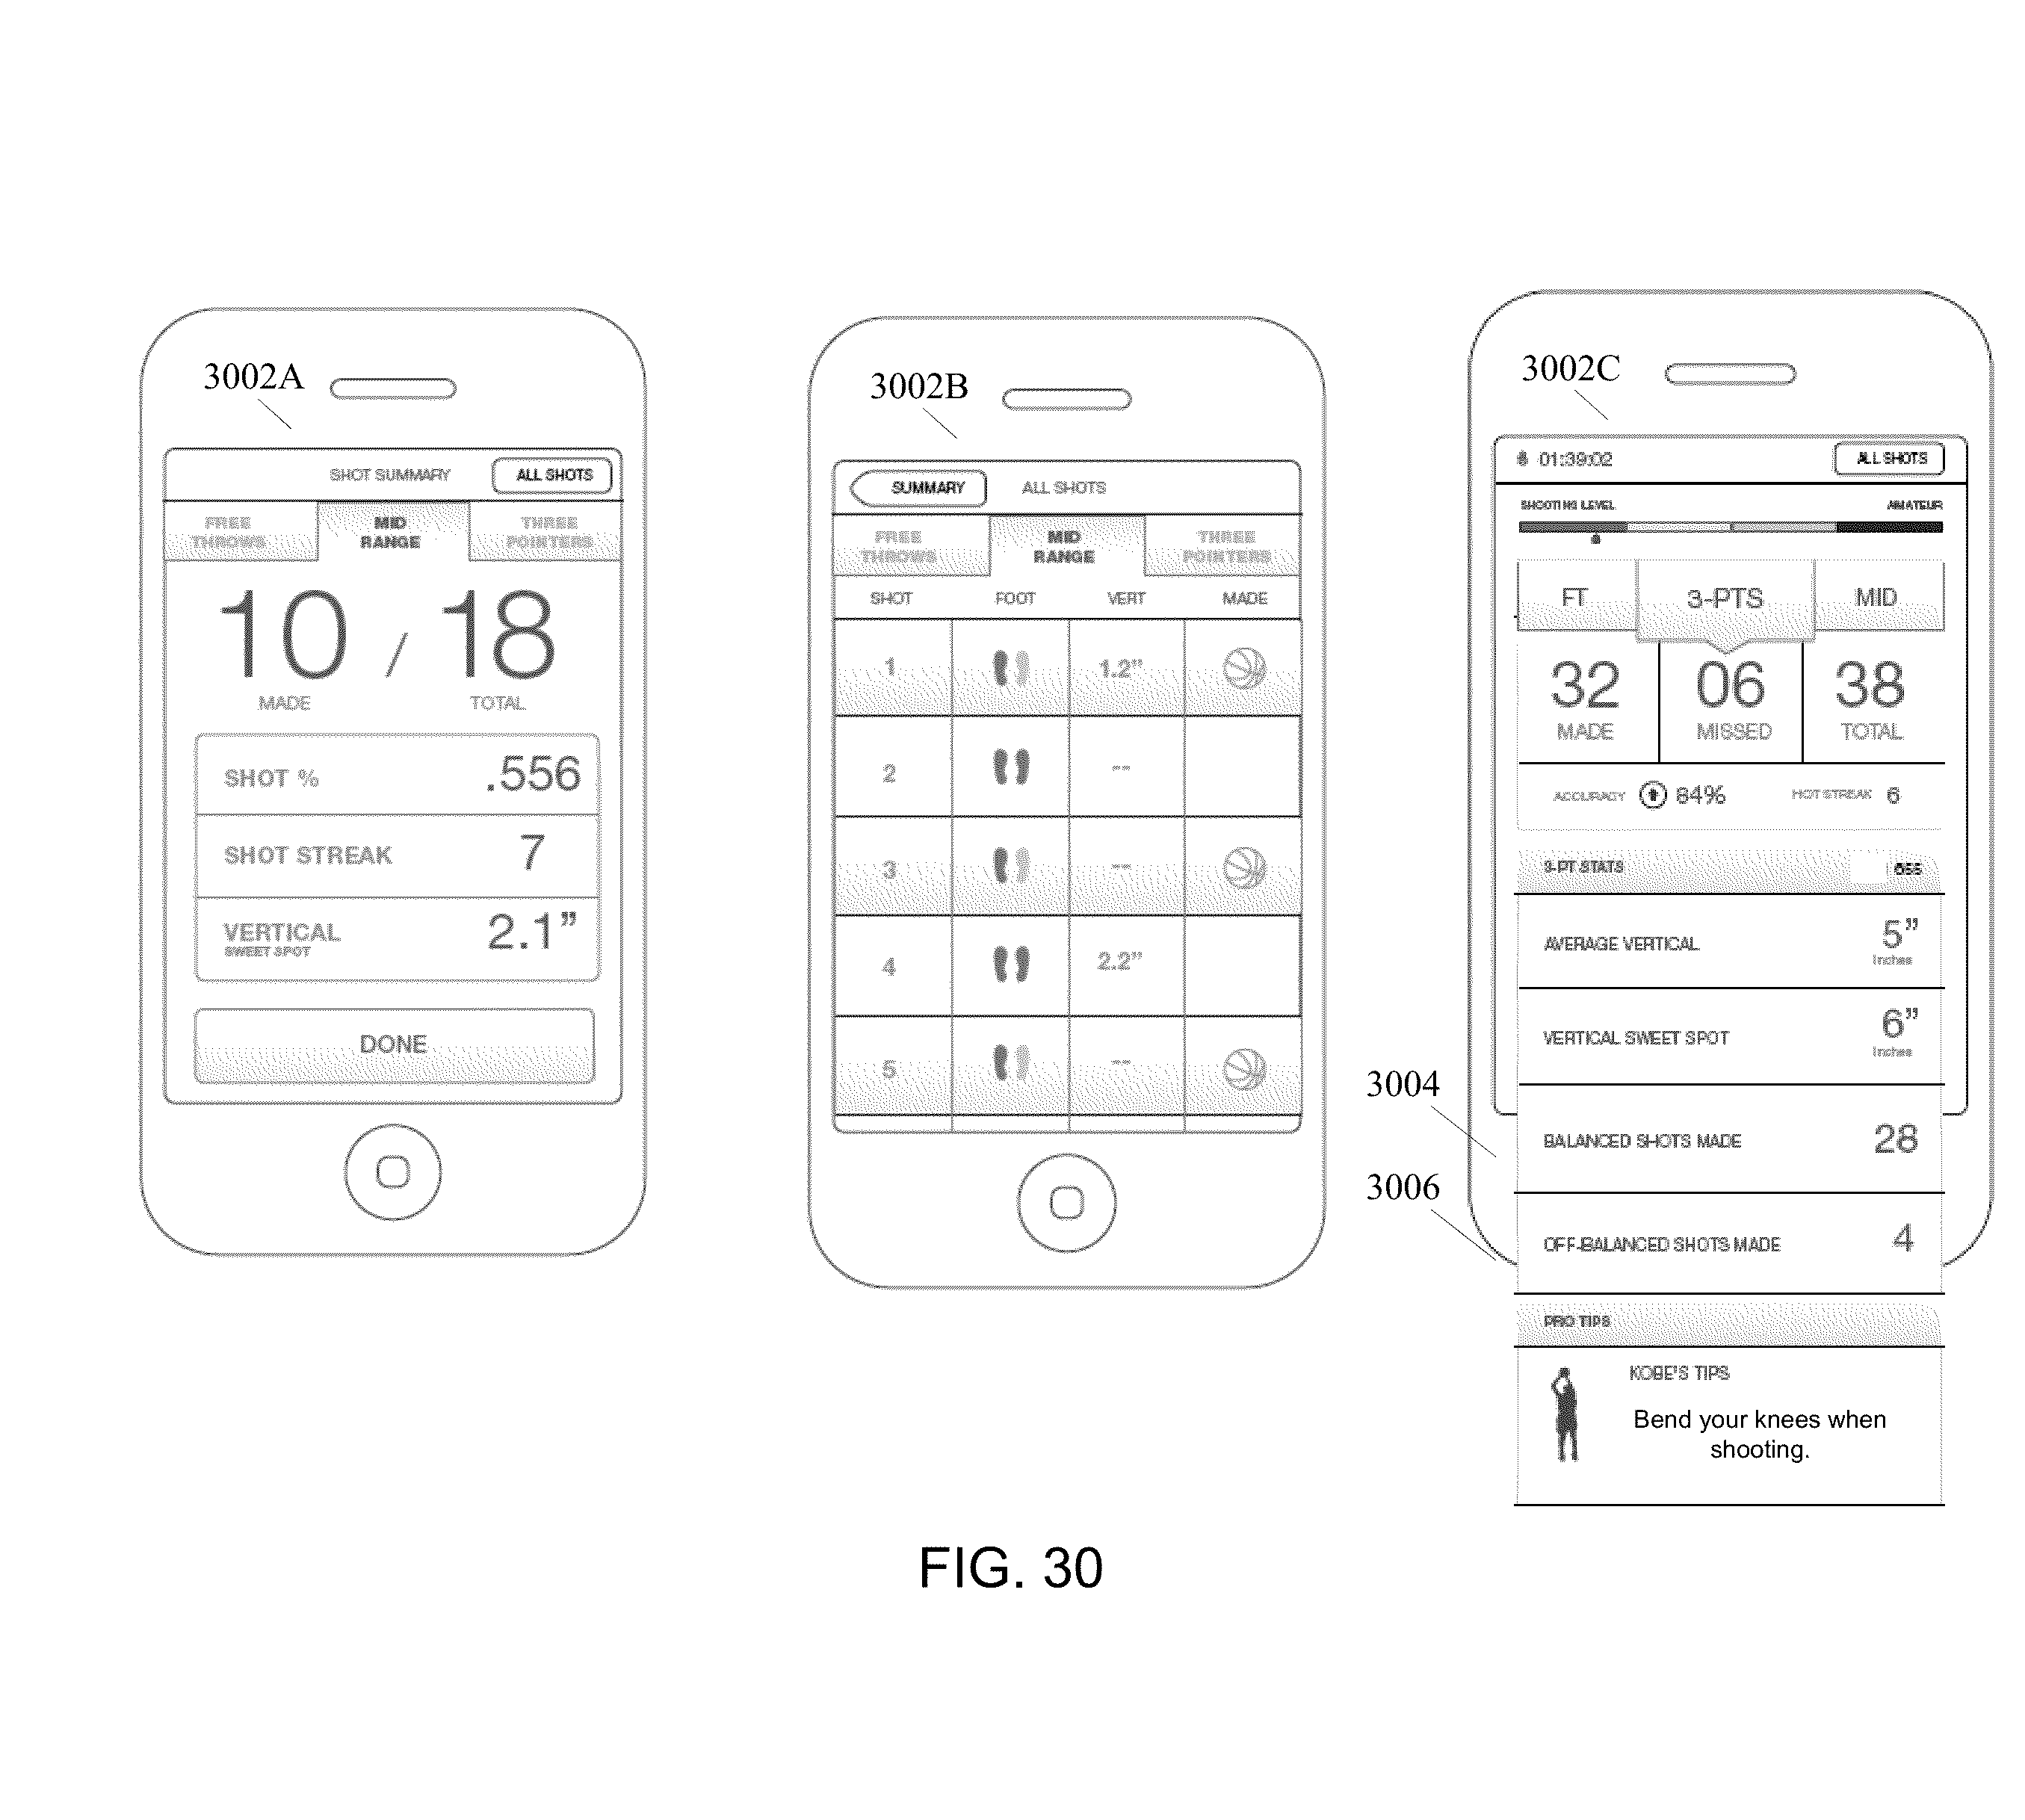 3002A
SHOT SUMMARY ALL SHOTS
FREE THROWS
MID RANGE
THREE POINTERS
10 / 18
MADE TOTAL
SHOT % .556
SHOT STREAK 7
VERTICAL 2.1”
SWEET SPOT
DONE
3002B
SUMMARY ALL SHOTS
FREE THROWS
MID RANGE
THREE POINTERS
SHOT FOOT VERT MADE
1 1.2”
2 --
3 --
4 2.2”
5 --
3002C
01:39:02 ALL SHOTS
SHOOTING LEVEL AMATEUR
FT 3-PTS MID
32 06 38
MADE MISSED TOTAL
ACCURACY 84% HOT STREAK 6
3-PT STATS
AVERAGE VERTICAL 5”
Inches
VERTICAL SWEET SPOT 6”
Inches
3004
BALANCED SHOTS MADE 28
3006
OFF-BALANCED SHOTS MADE 4
PRO TIPS
KOBE'S TIPS
Bend your knees when
shooting.
FIG. 30